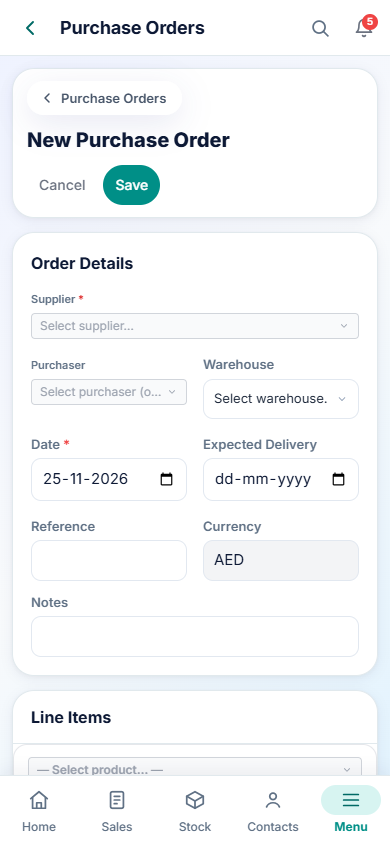 Purchase Orders
5
Purchase Orders
New Purchase Order
Cancel
Save
Order Details
Supplier *
Select supplier...
Purchaser
Warehouse
Select purchaser (o...
Select warehouse.
Date *
Expected Delivery
25-11-2026
dd-mm-yyyy
Reference
Currency
AED
Notes
Line Items
— Select product... —
Home
Sales
Stock
Contacts
Menu